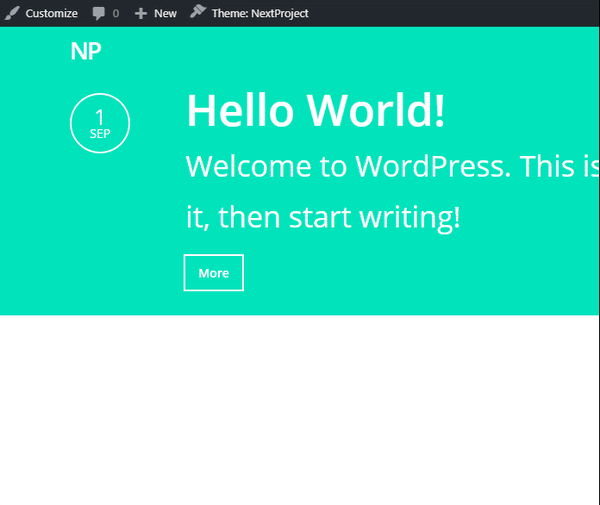 Customize 0 New Theme: NextProject
NP
1
SEP
Hello World!
Welcome to WordPress. This is
it, then start writing!
More